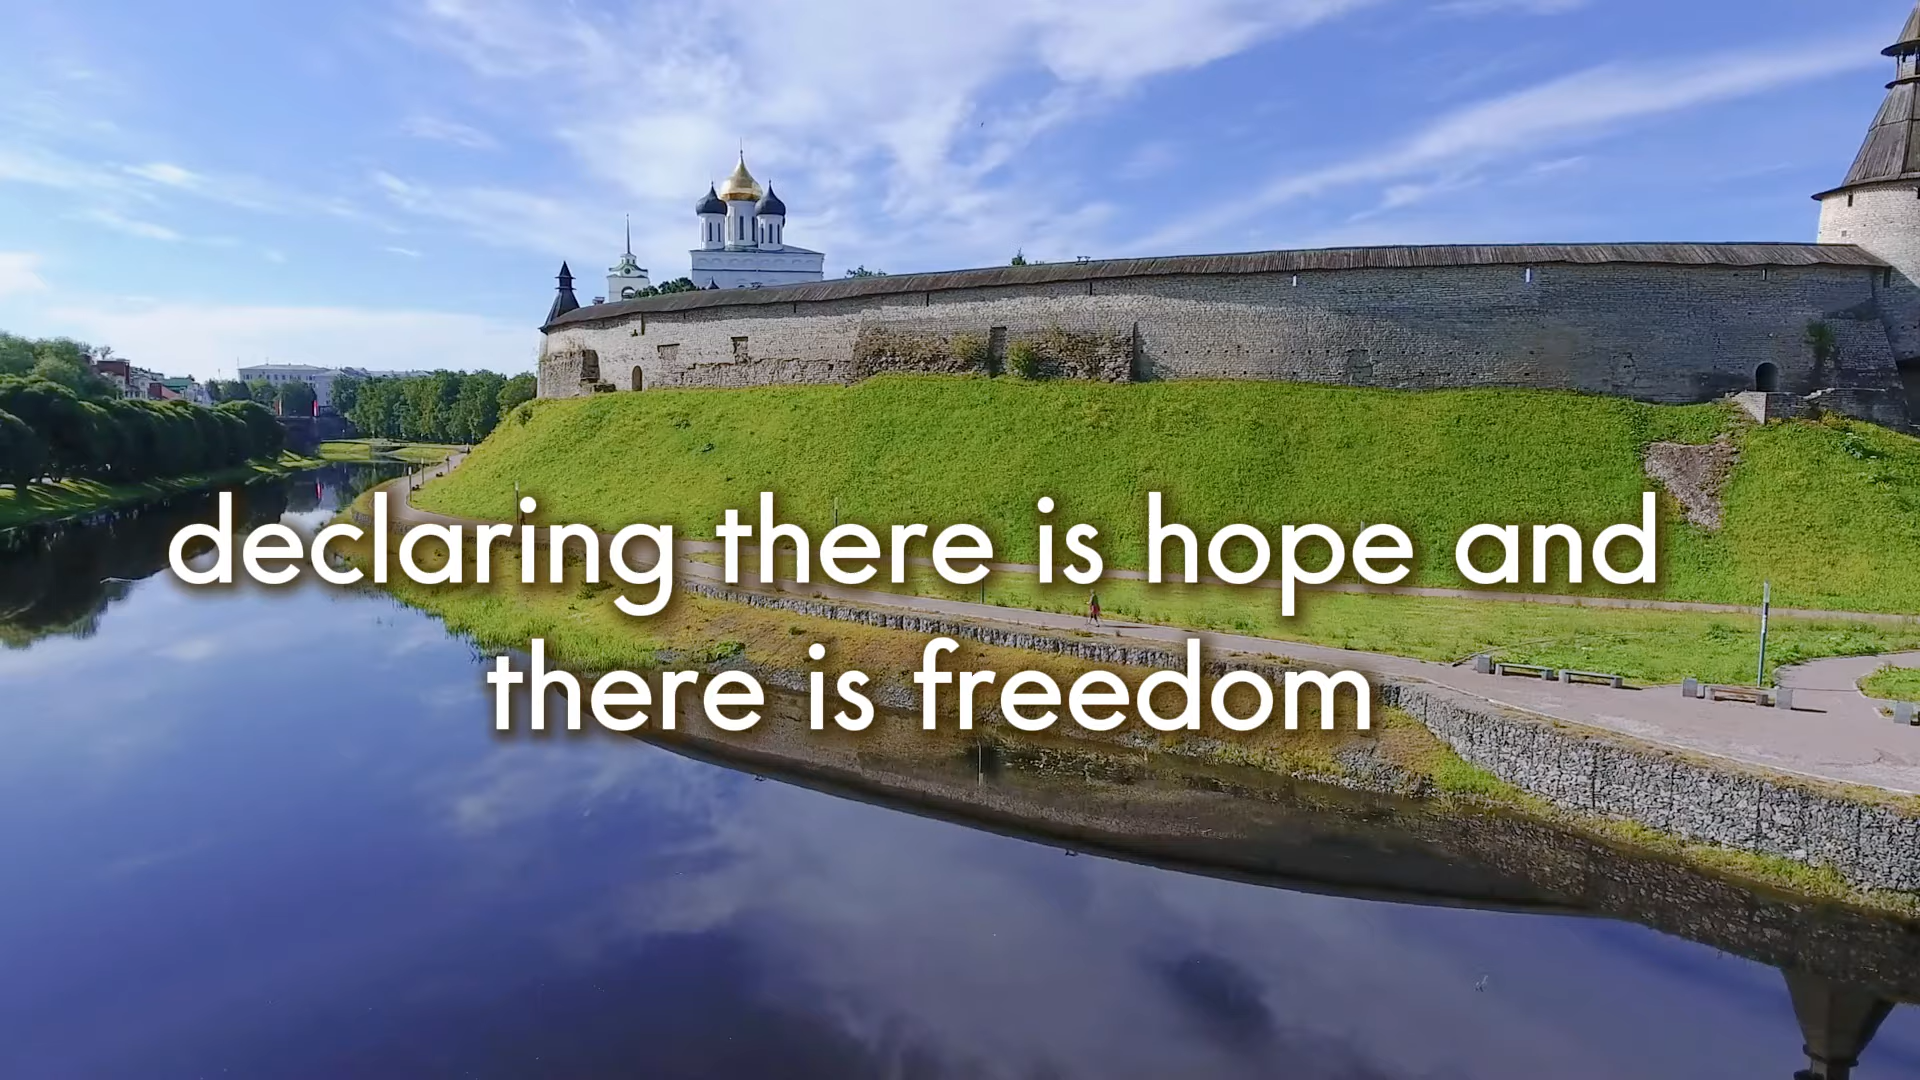 declaring there is hope and
there is freedom